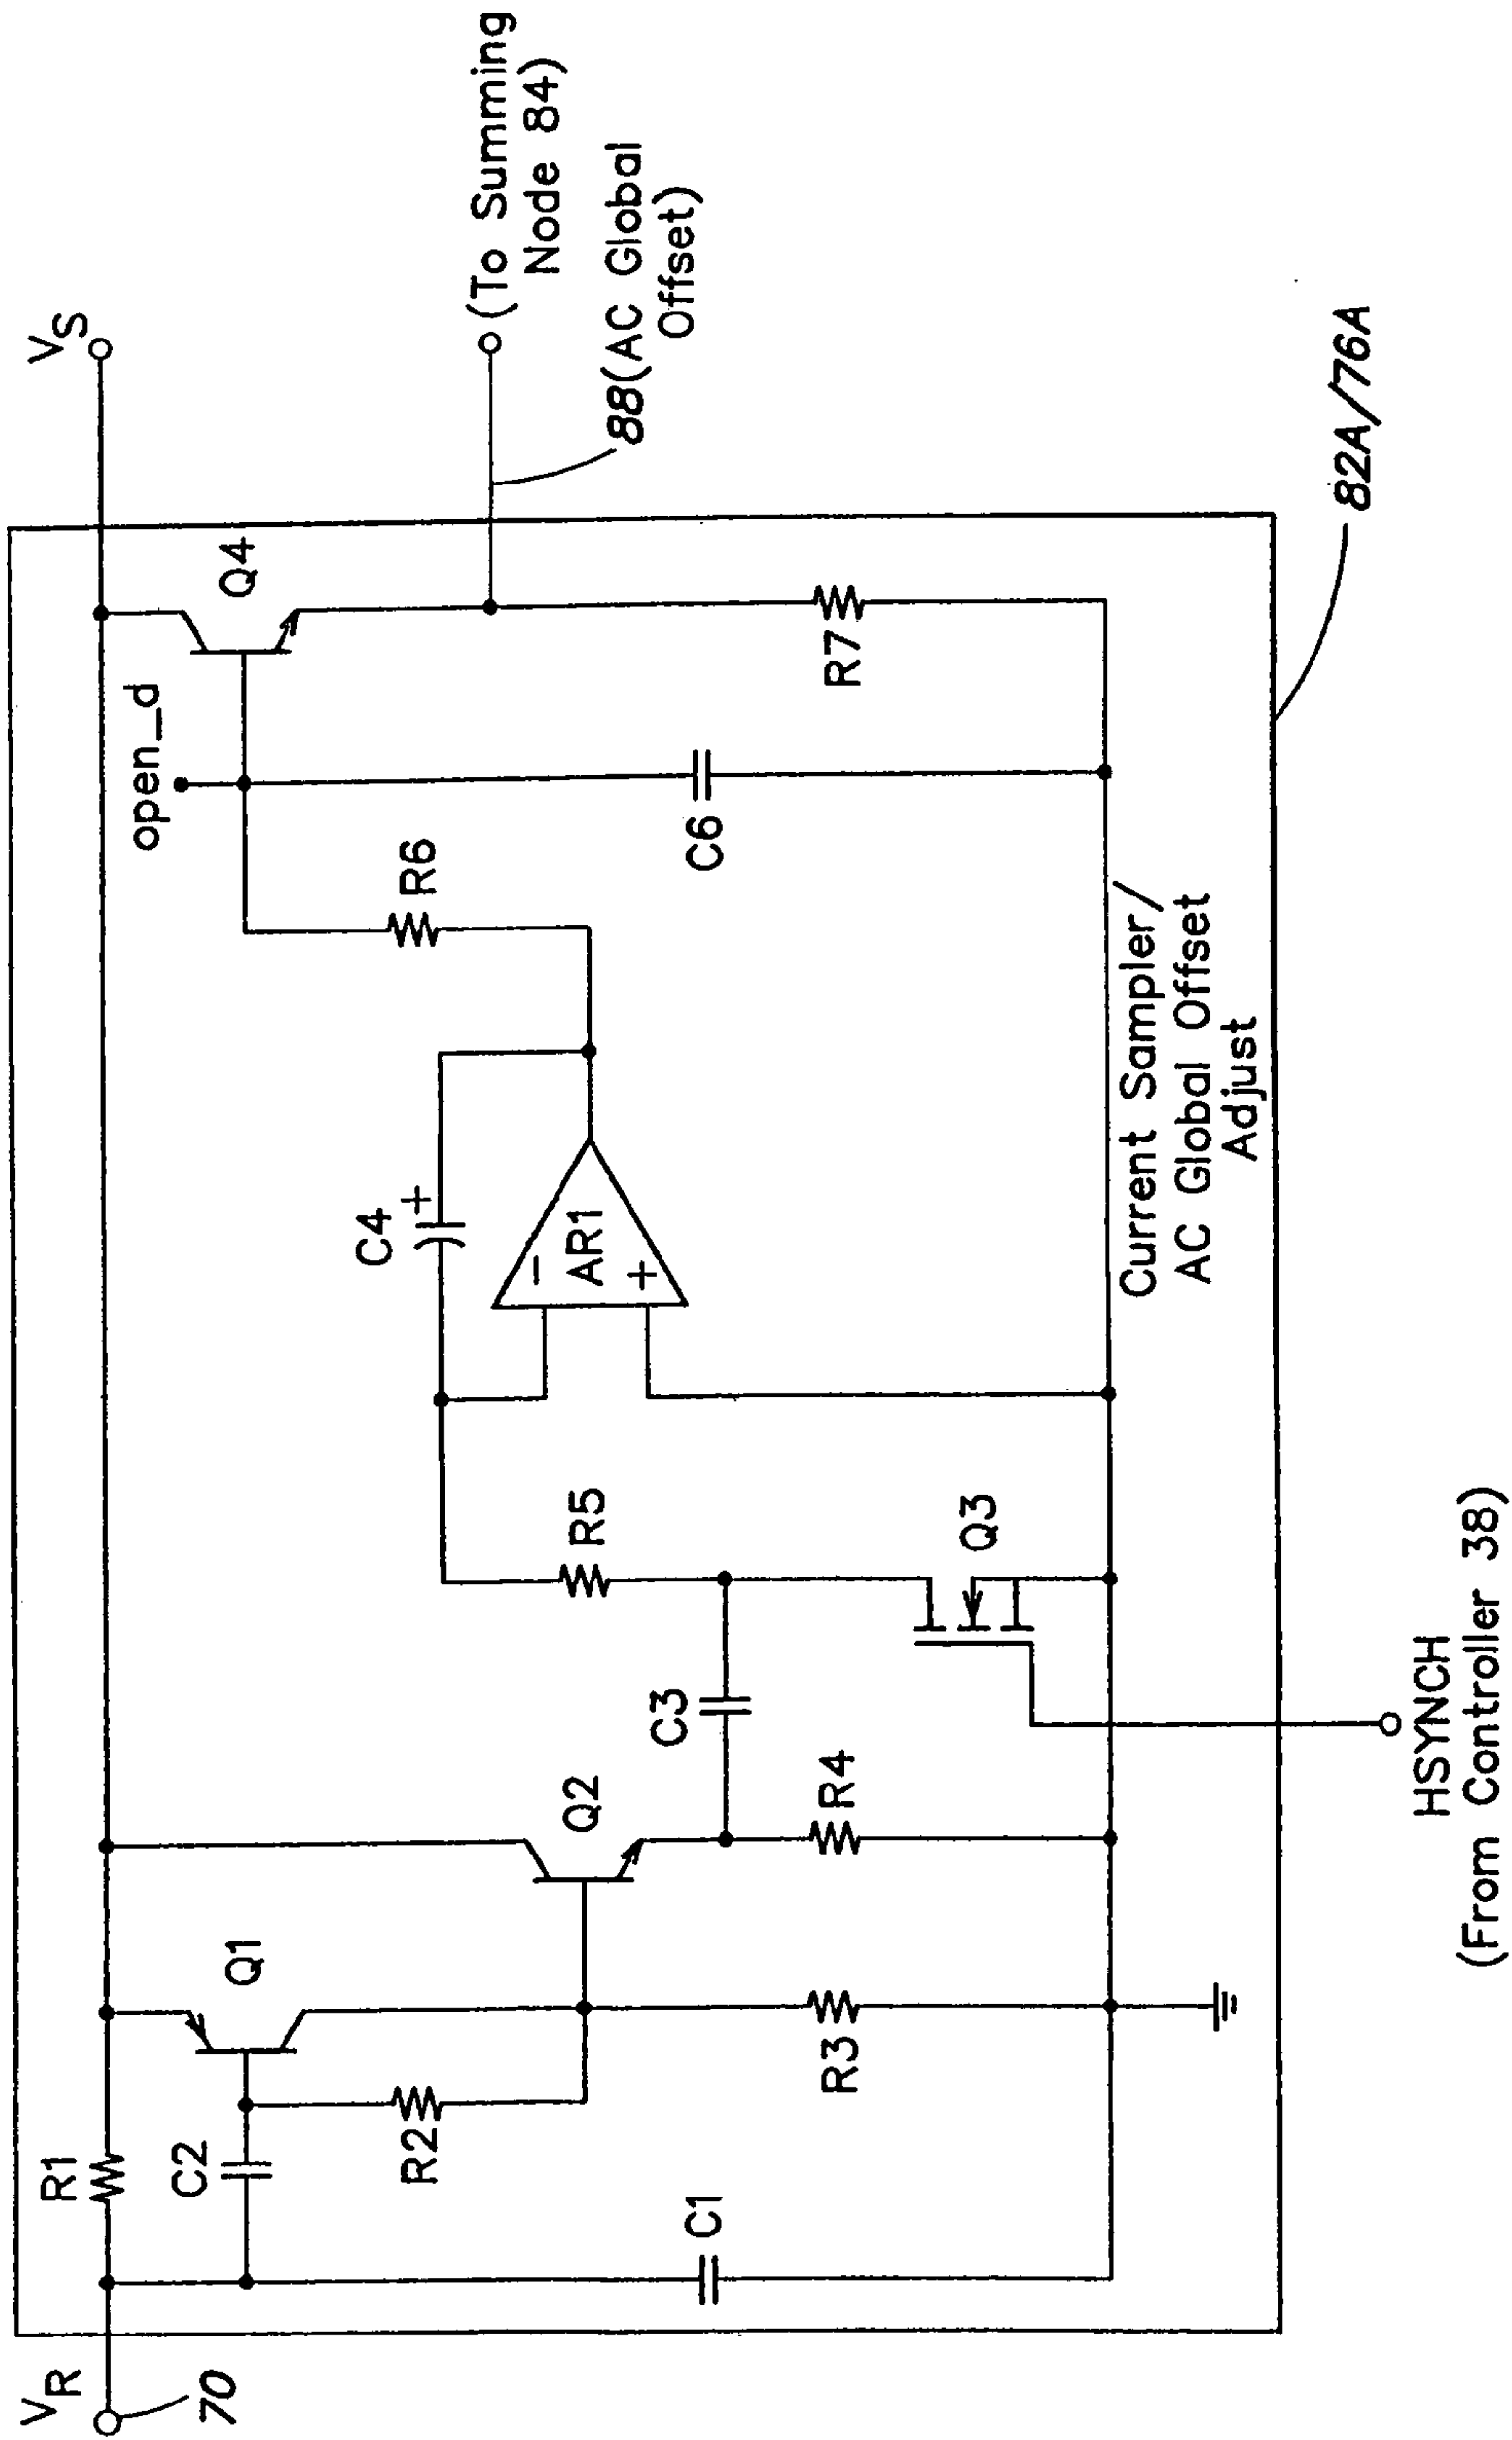 V_R
70
V_S
R1
C2
Q1
R2
R3
C1
Q2
C3
R4
R5
Q3
C4
+
−
AR1
+
R6
open_d
C6
Q4
R7
(To Summing
Node 84)
88(AC Global
Offset)
Current Sampler/
AC Global Offset
Adjust
82A/76A
HSYNCH
(From Controller 38)